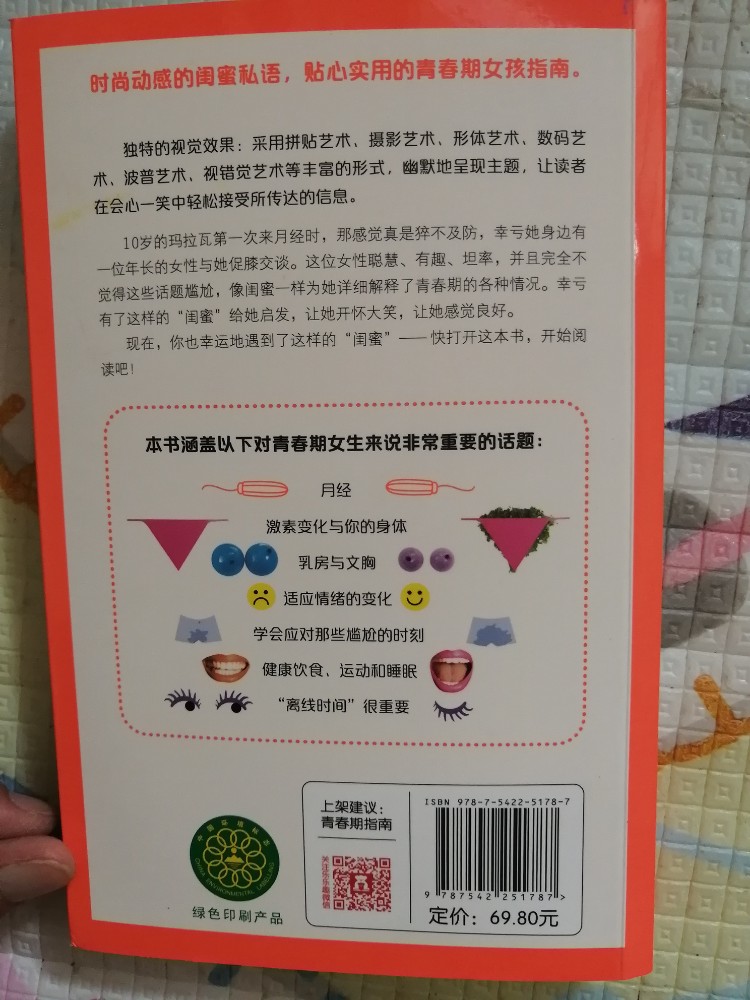 时尚动感的闺蜜私语，贴心实用的青春期女孩指南。
独特的视觉效果：采用拼贴艺术、摄影艺术、形体艺术、数码艺
术、波普艺术、视错觉艺术等丰富的形式，幽默地呈现主题，让读者
在会心一笑中轻松接受所传达的信息。
10岁的玛拉瓦第一次来月经时，那感觉真是猝不及防，幸亏她身边有
一位年长的女性与她促膝交谈。这位女性聪慧、有趣、坦率，并且完全不
觉得这些话题尴尬，像闺蜜一样为她详细解释了青春期的各种情况。幸亏
有了这样的“闺蜜”给她启发，让她开怀大笑，让她感觉良好。
现在，你也幸运地遇到了这样的“闺蜜”——快打开这本书，开始阅
读吧！
本书涵盖以下对青春期女生来说非常重要的话题：
月经
激素变化与你的身体
乳房与文胸
适应情绪的变化
学会应对那些尴尬的时刻
健康饮食、运动和睡眠
“离线时间”很重要
中国环境标志
CHINA ENVIRONMENTAL LABELLING
绿色印刷产品
上架建议：
青春期指南
关注乐乐趣微信
ISBN 978-7-5422-5178-7
9 787542 251787 >
定价：69.80元